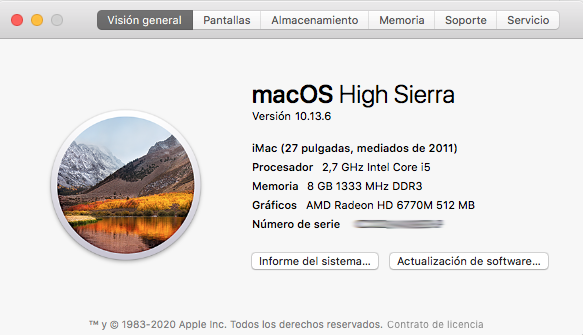 Visión general Pantallas Almacenamiento Memoria Soporte Servicio
macOS High Sierra
Versión 10.13.6
iMac (27 pulgadas, mediados de 2011)
Procesador 2,7 GHz Intel Core i5
Memoria 8 GB 1333 MHz DDR3
Gráficos AMD Radeon HD 6770M 512 MB
Número de serie
Informe del sistema... Actualización de software...
™ y © 1983-2020 Apple Inc. Todos los derechos reservados. Contrato de licencia